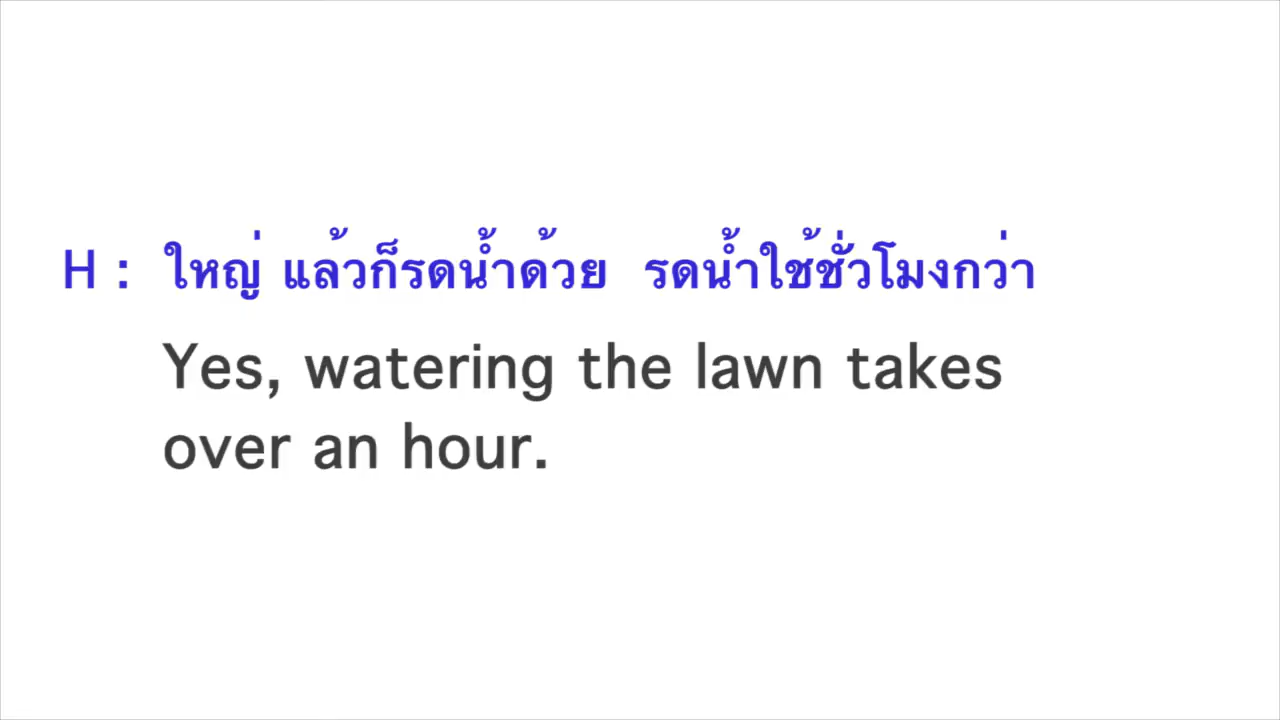 H : ใหญ่ แล้วก็รดน้ำด้วย รดน้ำใช้ชั่วโมงกว่า
Yes, watering the lawn takes
over an hour.